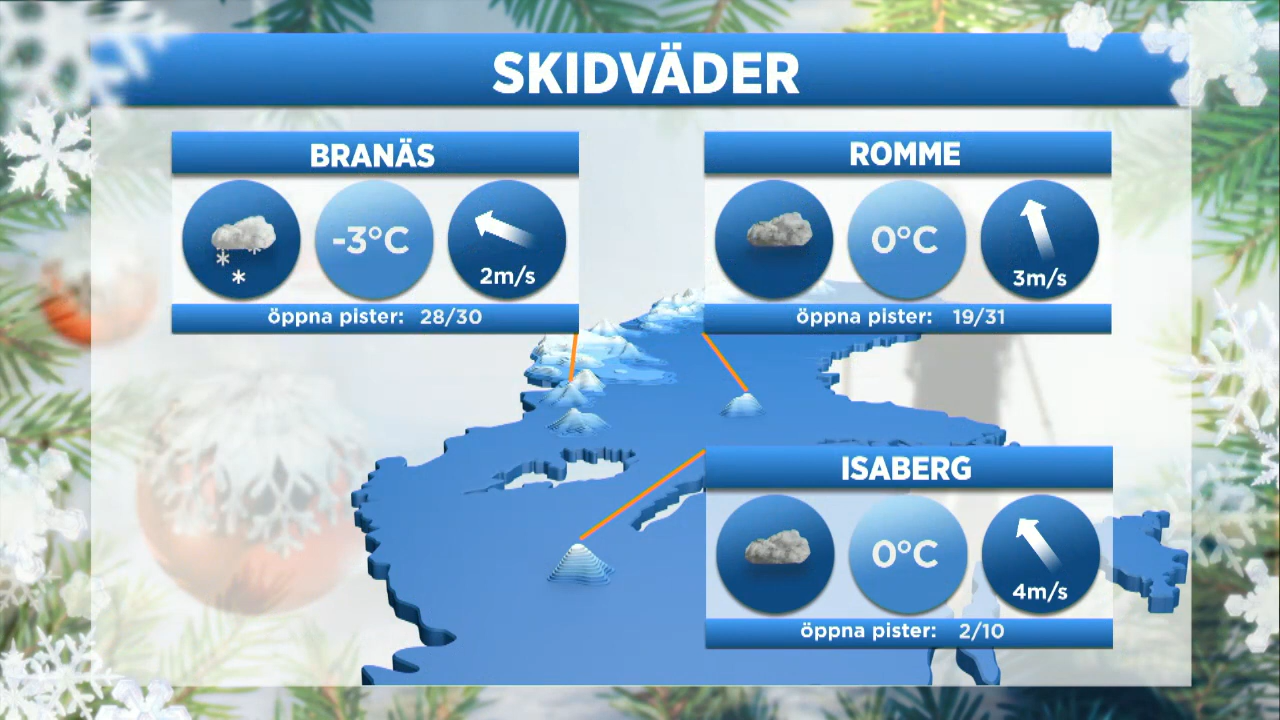 SKIDVÄDER
BRANÄS
-3°C
2m/s
öppna pister: 28/30
ROMME
0°C
3m/s
öppna pister: 19/31
ISABERG
0°C
4m/s
öppna pister: 2/10